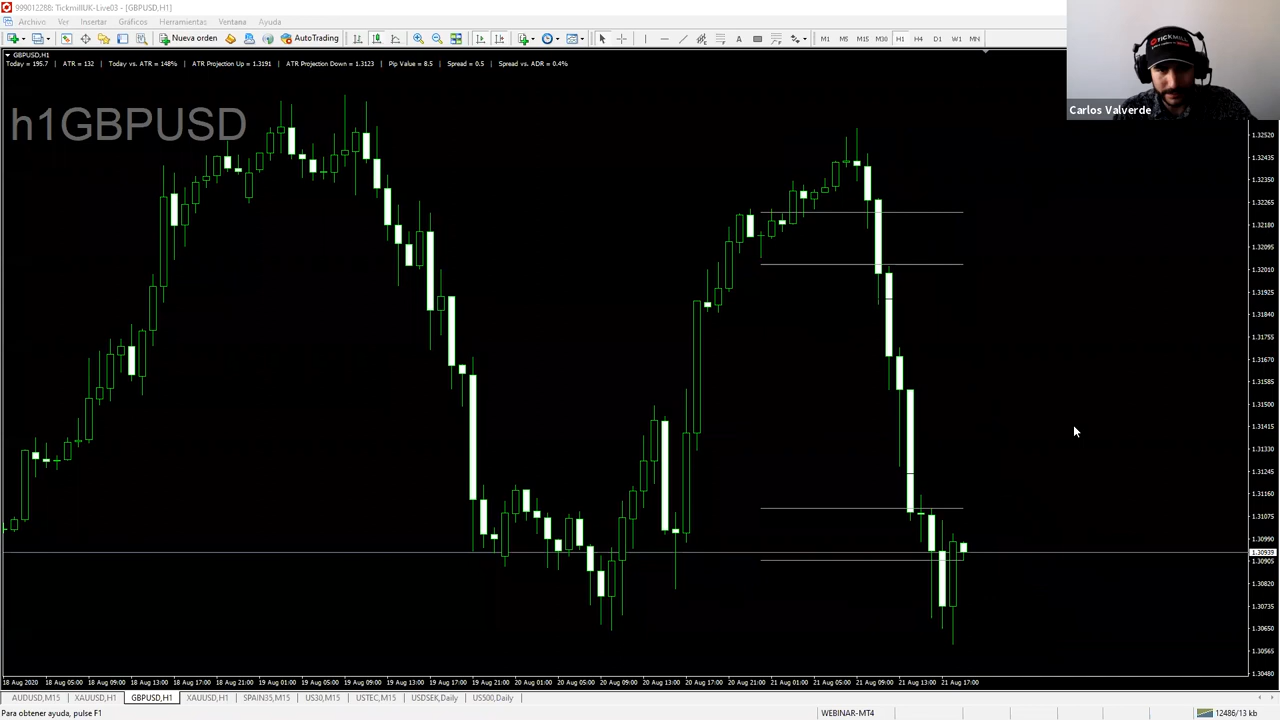 999012288: TickmillUK-Live03 - [GBPUSD,H1]
Archivo Ver Insertar Gráficos Herramientas Ventana Ayuda
Nueva orden AutoTrading A M1 M5 M15 M30 H1 H4 D1 W1 MN
GBPUSD,H1
Today = 195.7 | ATR = 132 | Today vs. ATR = 148% | ATR Projection Up = 1.3191 | ATR Projection Down = 1.3123 | Pip Value = 8.5 | Spread = 0.5 | Spread vs. ADR = 0.4%
h1GBPUSD
TICKMILL
Carlos Valverde
1.32520
1.32435
1.32350
1.32265
1.32180
1.32095
1.32010
1.31925
1.31840
1.31755
1.31670
1.31585
1.31500
1.31415
1.31330
1.31245
1.31160
1.31075
1.30990
1.30939
1.30905
1.30820
1.30735
1.30650
1.30565
1.30480
18 Aug 2020 18 Aug 05:00 18 Aug 09:00 18 Aug 13:00 18 Aug 17:00 18 Aug 21:00 19 Aug 01:00 19 Aug 05:00 19 Aug 09:00 19 Aug 13:00 19 Aug 17:00 19 Aug 21:00 20 Aug 01:00 20 Aug 05:00 20 Aug 09:00 20 Aug 13:00 20 Aug 17:00 20 Aug 21:00 21 Aug 01:00 21 Aug 05:00 21 Aug 09:00 21 Aug 13:00 21 Aug 17:00
AUDUSD,M15 XAUUSD,H1 GBPUSD,H1 XAUUSD,H1 SPAIN35,M15 US30,M15 USTEC,M15 USDSEK,Daily US500,Daily
Para obtener ayuda, pulse F1 WEBINAR-MT4 12486/13 kb